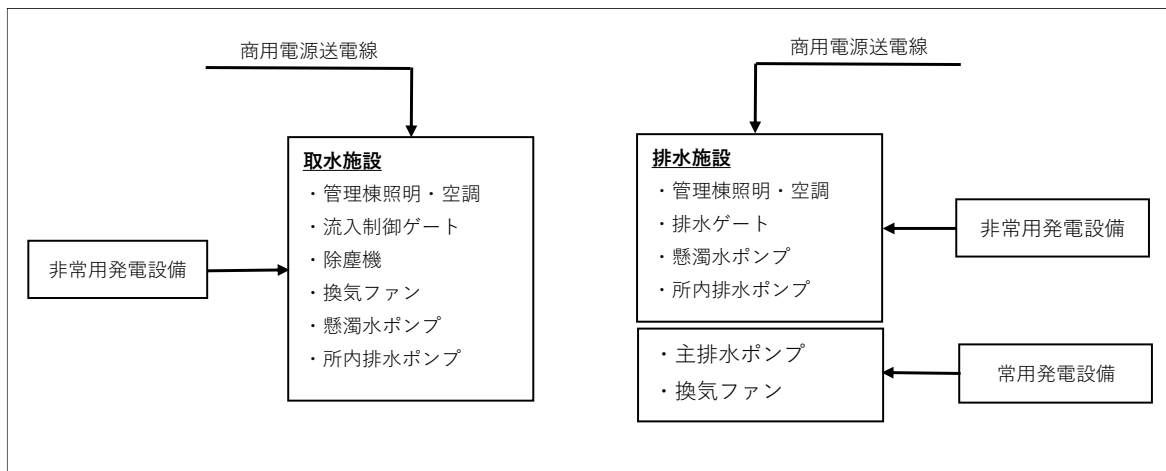 商用電源送電線
取水施設
・管理棟照明・空調
・流入制御ゲート
・除塵機
・換気ファン
・懸濁水ポンプ
・所内排水ポンプ
非常用発電設備
商用電源送電線
排水施設
・管理棟照明・空調
・排水ゲート
・懸濁水ポンプ
・所内排水ポンプ
非常用発電設備
・主排水ポンプ
・換気ファン
常用発電設備